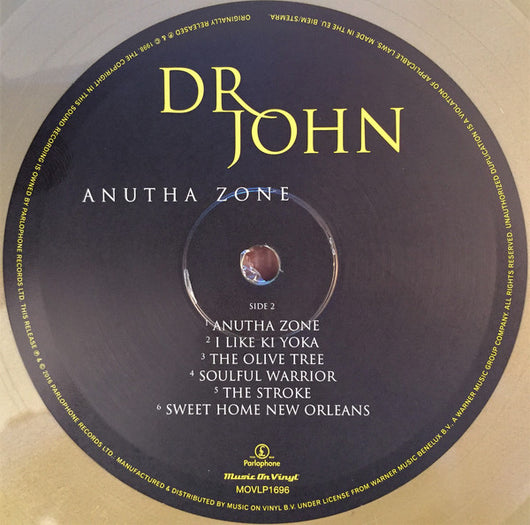 DR
JOHN
ANUTHA ZONE
SIDE 2
1 ANUTHA ZONE
2 I LIKE KI YOKA
3 THE OLIVE TREE
4 SOULFUL WARRIOR
5 THE STROKE
6 SWEET HOME NEW ORLEANS
Parlophone
Music On Vinyl
MOVLP1696
ORIGINALLY RELEASED ℗ & © 1998. THE COPYRIGHT IN THIS SOUND RECORDING IS OWNED BY PARLOPHONE RECORDS LTD. THIS RELEASE ℗ & © 2016 PARLOPHONE RECORDS LTD. MANUFACTURED & DISTRIBUTED BY MUSIC ON VINYL B.V. UNDER LICENSE FROM WARNER MUSIC BENELUX B.V. A WARNER MUSIC GROUP COMPANY. ALL RIGHTS RESERVED. UNAUTHORIZED DUPLICATION IS A VIOLATION OF APPLICABLE LAWS. MADE IN THE EU. BIEM/STEMRA